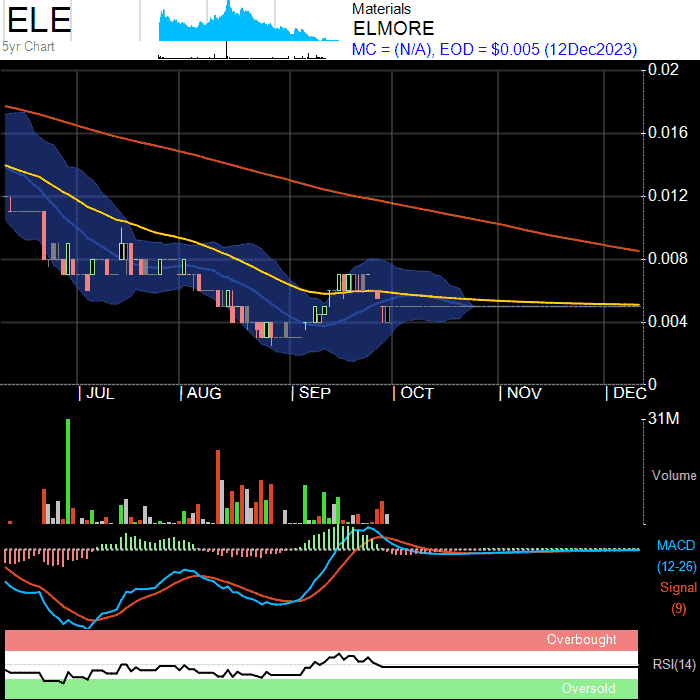 ELE
5yr Chart
Materials
ELMORE
MC = (N/A), EOD = $0.005 (12Dec2023)
0.02
0.016
0.012
0.008
0.004
0
| JUL
| AUG
| SEP
| OCT
| NOV
| DEC
31M
Volume
MACD
(12-26)
Signal
(9)
Overbought
RSI(14)
Oversold